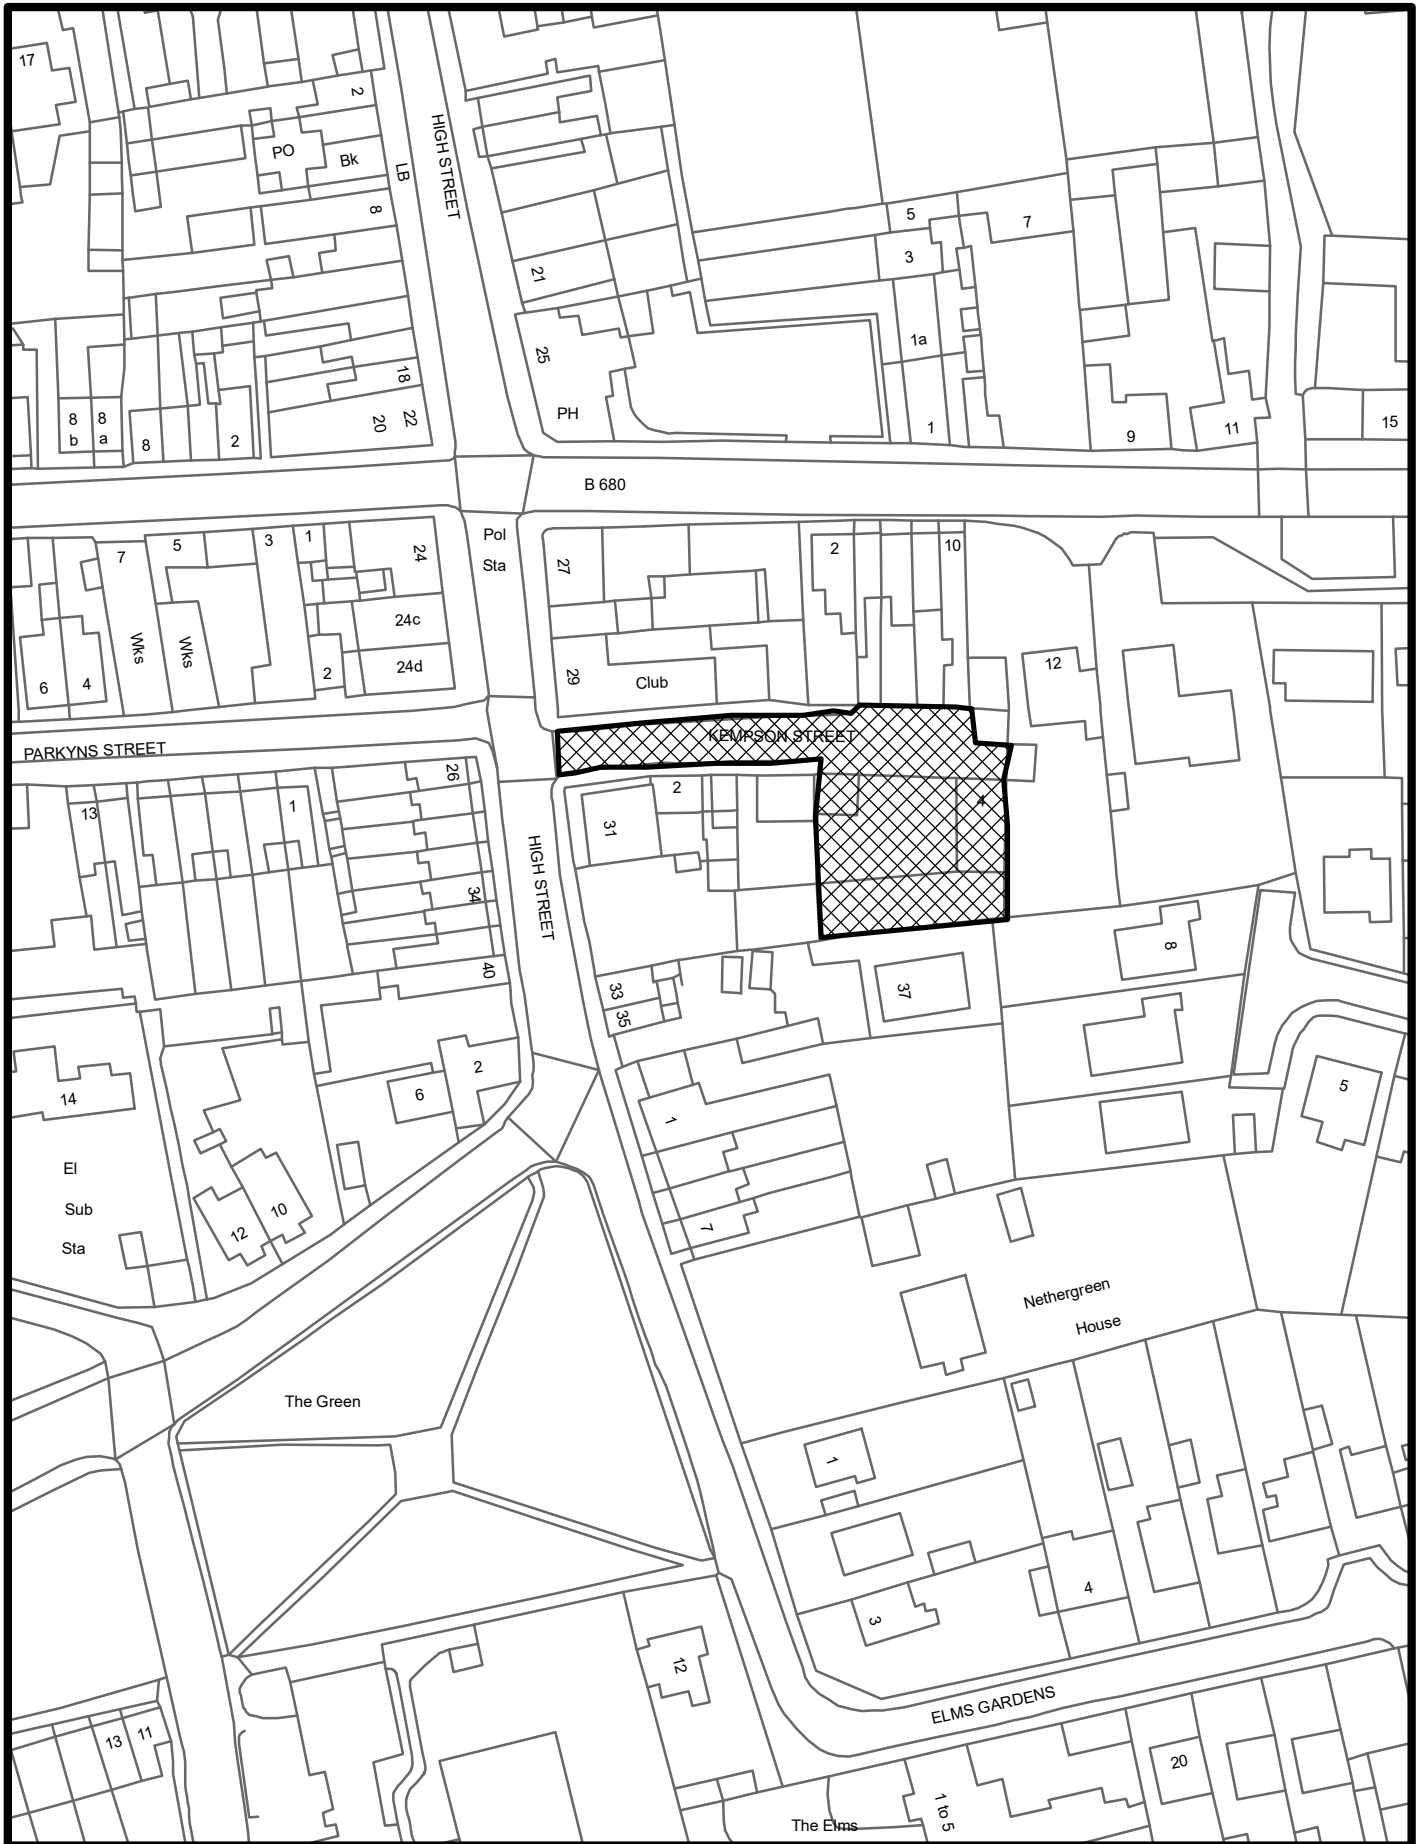 17
2
PO
Bk
LB
HIGH STREET
8
21
5
7
3
1a
25
18
20
22
PH
8
b
8
a
8
2
1
9
11
15
B 680
Pol
Sta
7
5
3
1
24
27
2
10
24c
24d
Wks
Wks
6
4
2
29
Club
12
PARKYNS STREET
KEMPSON STREET
26
2
4
13
1
31
HIGH STREET
34
40
33
35
37
8
2
6
14
1
5
El
Sub
Sta
12
10
7
Nethergreen
House
The Green
1
4
3
12
ELMS GARDENS
13
11
20
The Elms
1 to 5